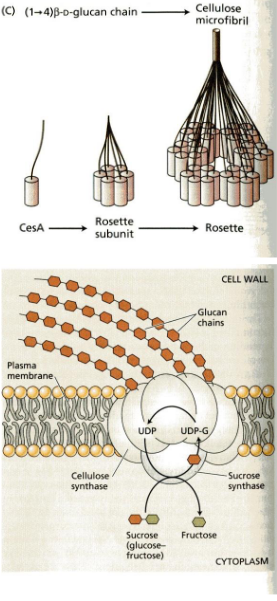 (C) (1→4)β-D-glucan chain → Cellulose
microfibril
CesA → Rosette
subunit → Rosette
CELL WALL
Glucan
chains
Plasma
membrane
UDP UDP-G
Cellulose
synthase
Sucrose
synthase
Sucrose
(glucose–
fructose)
Fructose
CYTOPLASM